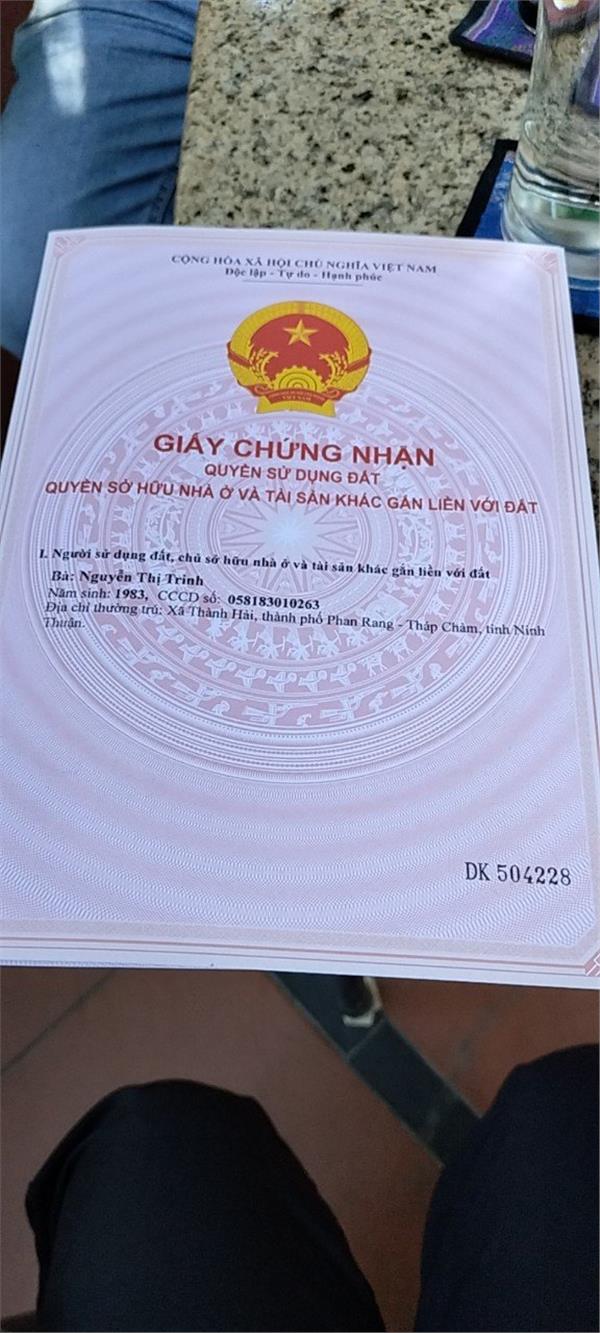 CỘNG HÒA XÃ HỘI CHỦ NGHĨA VIỆT NAM
Độc lập - Tự do - Hạnh phúc
VIỆT NAM
GIẤY CHỨNG NHẬN
QUYỀN SỬ DỤNG ĐẤT
QUYỀN SỞ HỮU NHÀ Ở VÀ TÀI SẢN KHÁC GẮN LIỀN VỚI ĐẤT
I. Người sử dụng đất, chủ sở hữu nhà ở và tài sản khác gắn liền với đất
Bà: Nguyễn Thị Trinh
Năm sinh: 1983, CCCD số: 058183010263
Địa chỉ thường trú: Xã Thành Hải, thành phố Phan Rang - Tháp Chàm, tỉnh Ninh
Thuận.
DK 504228